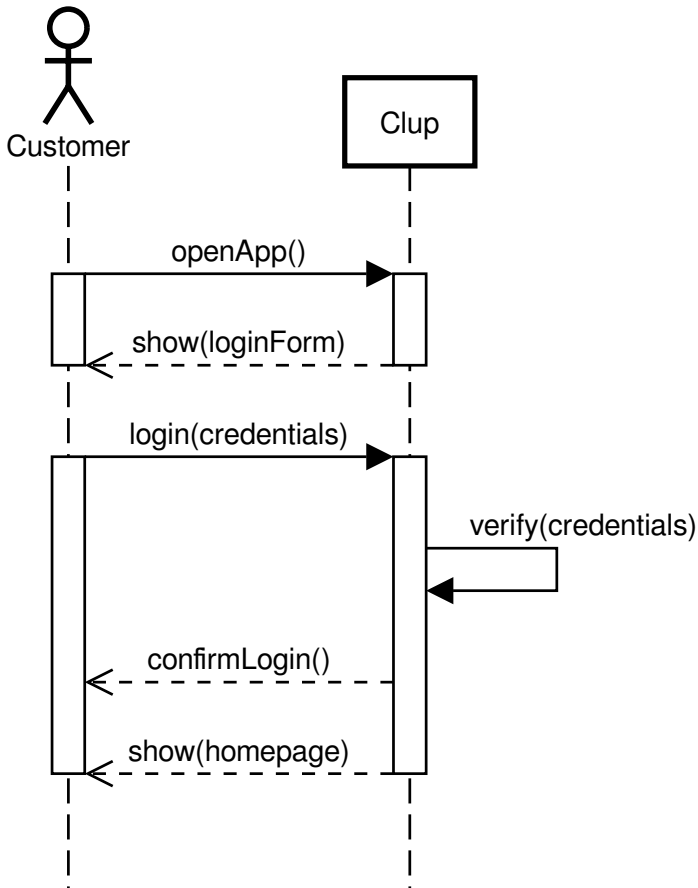 Customer
Clup
openApp()
show(loginForm)
login(credentials)
verify(credentials)
confirmLogin()
show(homepage)